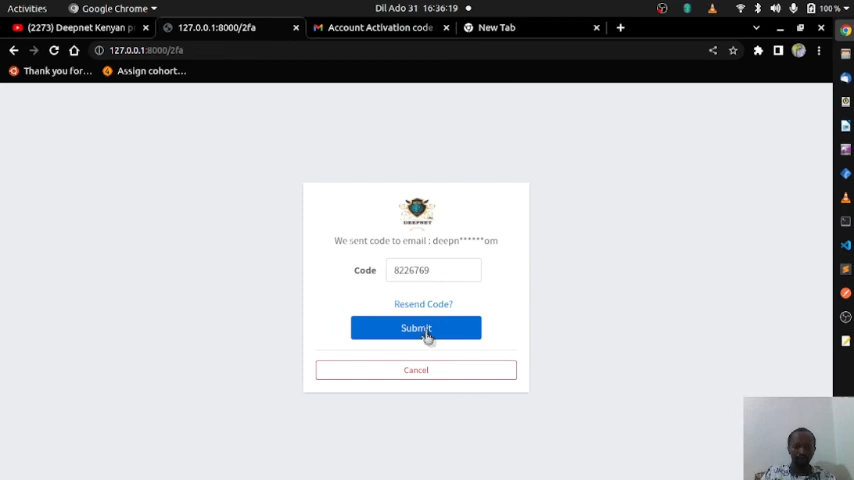 Activities
Google Chrome
Dil Ado 31 16:36:19
100 %
(2273) Deepnet Kenyan p
127.0.0.1:8000/2fa
Account Activation code
New Tab
127.0.0.1:8000/2fa
Thank you for…
Assign cohort…
DEEPNET
We sent code to email : deepn******om
Code
8226769
Resend Code?
Submit
Cancel